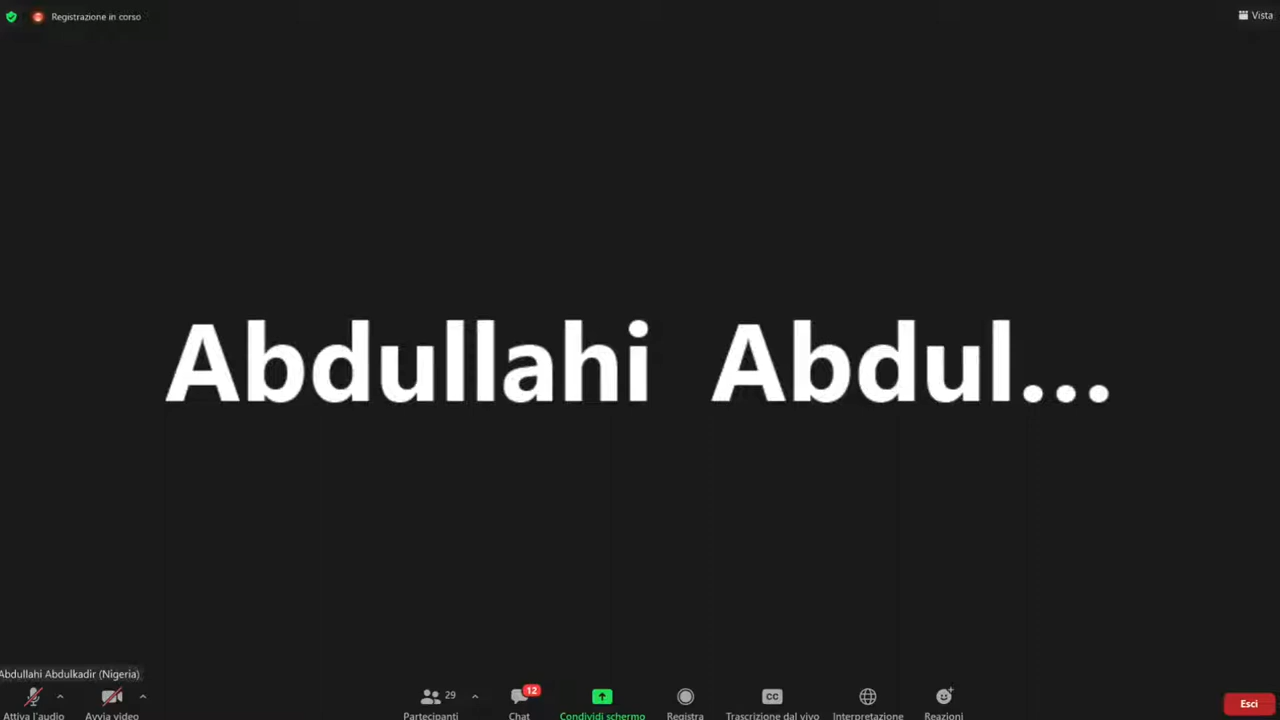 Registrazione in corso
Vista
Abdullahi Abdul...
Abdullahi Abdulkadir (Nigeria)
29
12
CC
Attiva l'audio
Avvia video
Partecipanti
Chat
Condividi schermo
Registra
Trascrizione dal vivo
Interpretazione
Reazioni
Esci